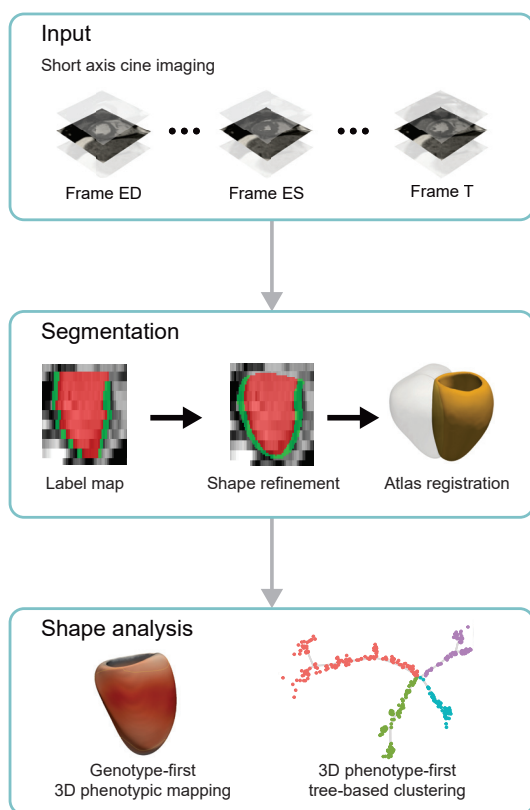 Input
Short axis cine imaging
Frame ED
Frame ES
Frame T
Segmentation
Label map
Shape refinement
Atlas registration
Shape analysis
Genotype-first
3D phenotypic mapping
3D phenotype-first
tree-based clustering